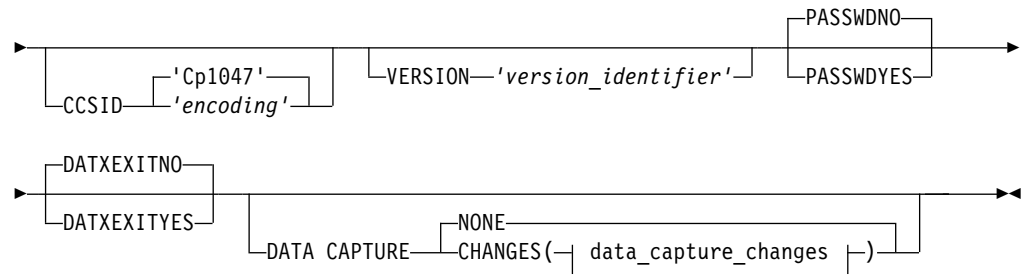 PASSWDNO
'Cp1047'
CCSID 'encoding' VERSION 'version_identifier' PASSWDYES
DATXEXITNO
DATXEXITYES
NONE
DATA CAPTURE CHANGES( data_capture_changes )